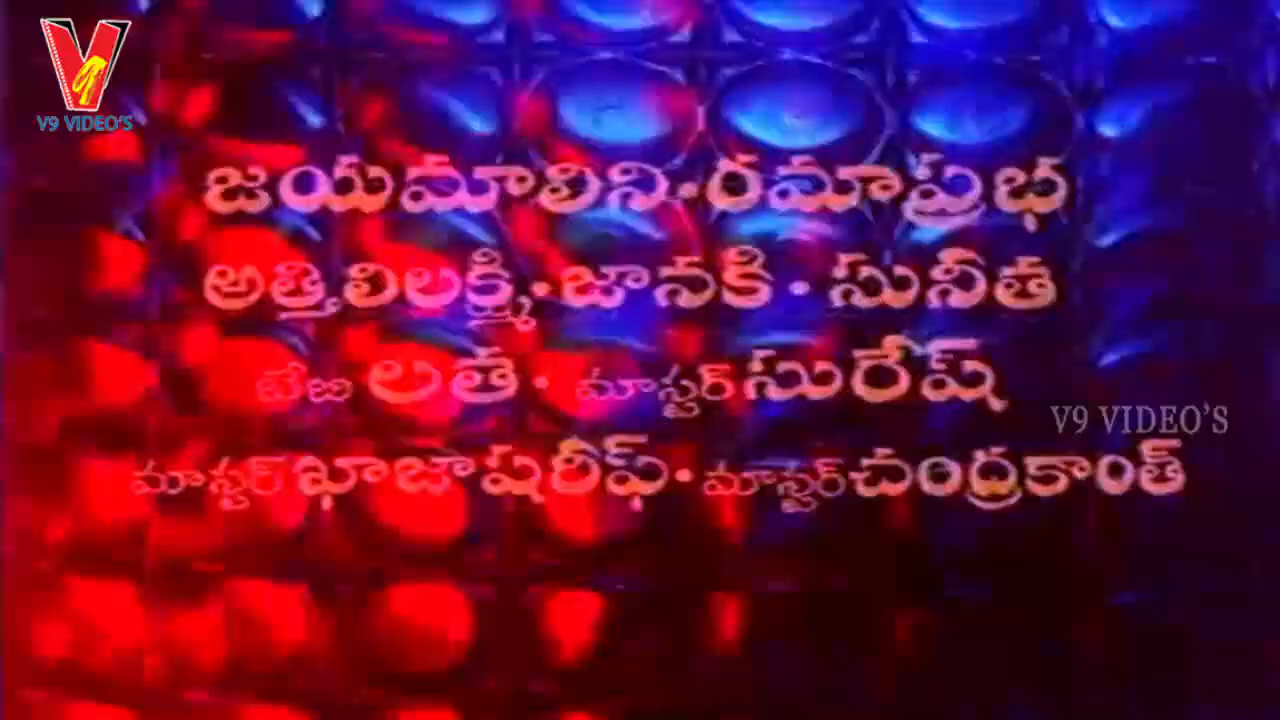 V9 VIDEO'S
జయమాలిని · రమాప్రభ
అత్తిలిలక్ష్మి · జానకి · సునీత
బేబి లత · మాస్టర్ సురేష్
V9 VIDEO'S
మాస్టర్ ఖాజాషరీఫ్ · మాస్టర్ చంద్రకాంత్